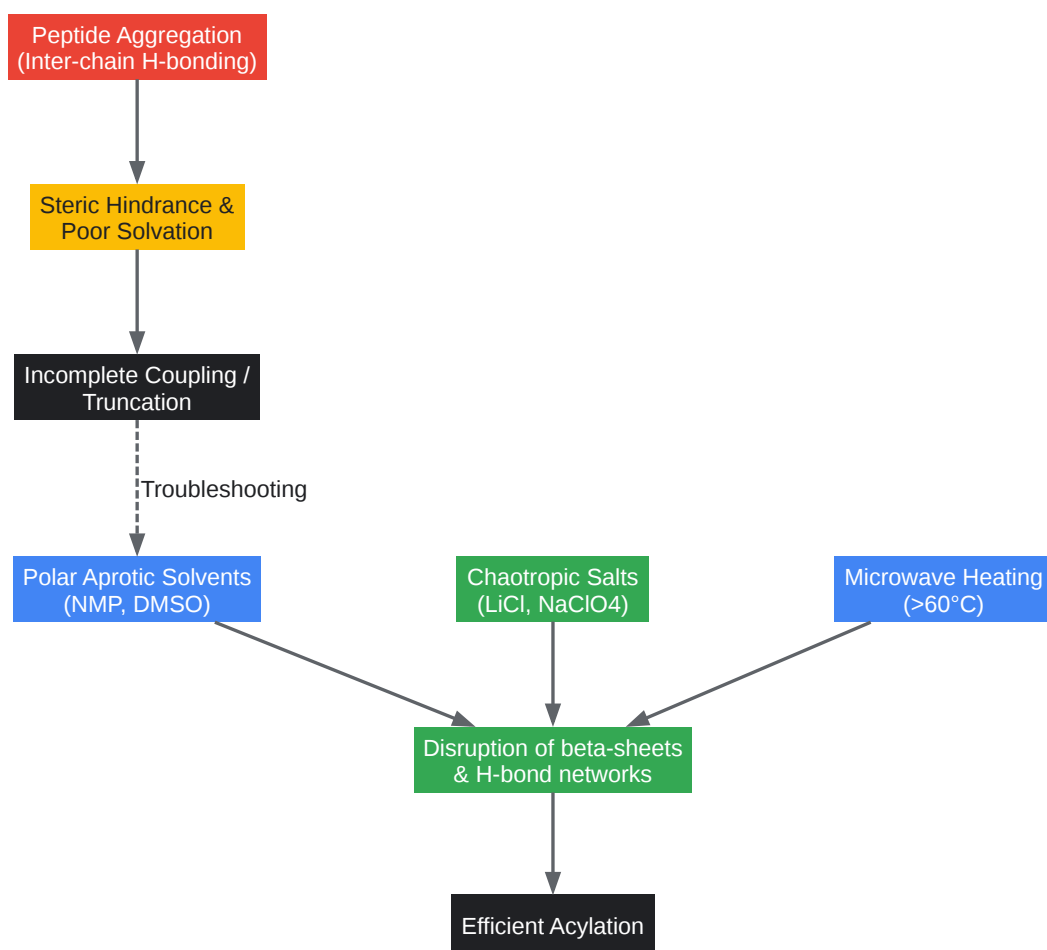 Peptide Aggregation
(Inter-chain H-bonding)
Steric Hindrance &
Poor Solvation
Incomplete Coupling /
Truncation
Troubleshooting
Polar Aprotic Solvents
(NMP, DMSO)
Chaotropic Salts
(LiCl, NaClO4)
Microwave Heating
(>60°C)
Disruption of beta-sheets
& H-bond networks
Efficient Acylation